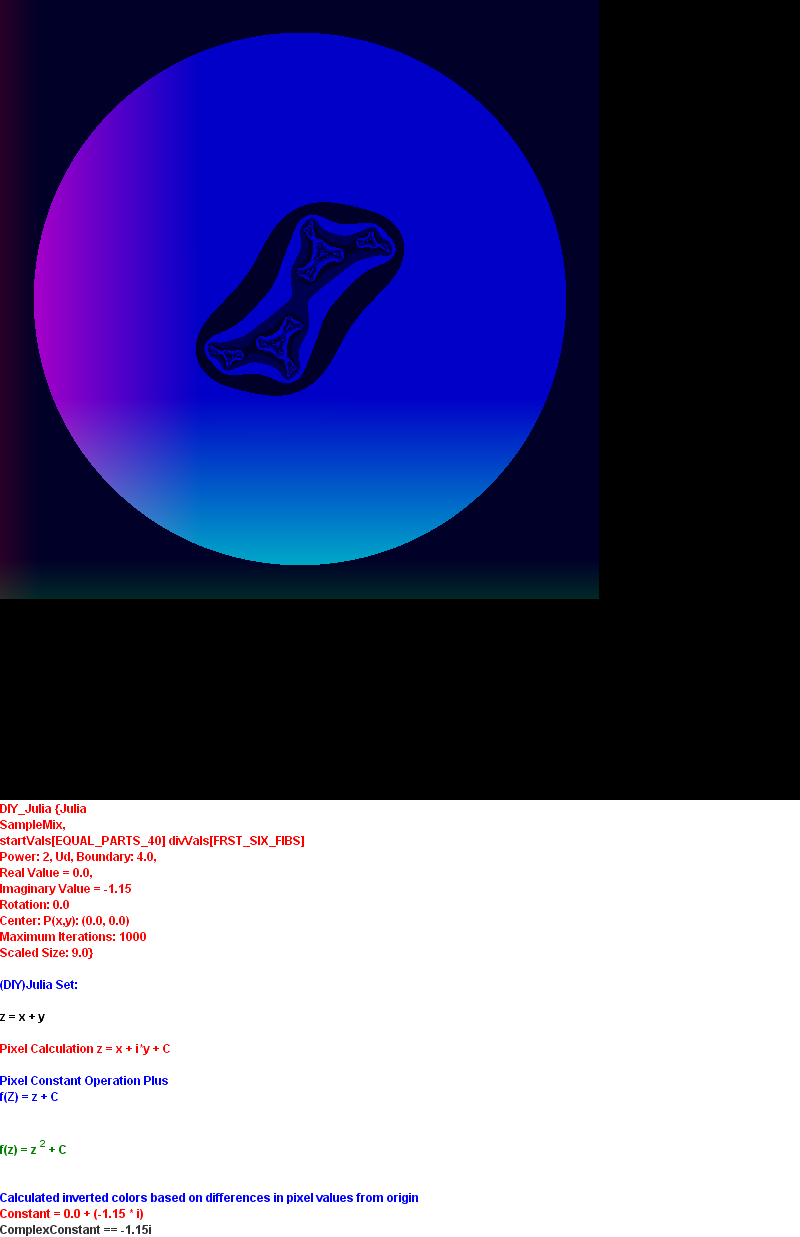 DIY_Julia {Julia
SampleMix,
startVals[EQUAL_PARTS_40] divVals[FRST_SIX_FIBS]
Power: 2, Ud, Boundary: 4.0,
Real Value = 0.0,
Imaginary Value = -1.15
Rotation: 0.0
Center: P(x,y): (0.0, 0.0)
Maximum Iterations: 1000
Scaled Size: 9.0}
(DIY)Julia Set:
z = x + y
Pixel Calculation z = x + i*y + C
Pixel Constant Operation Plus
f(Z) = z + C
f(z) = z 2 + C
Calculated inverted colors based on differences in pixel values from origin
Constant = 0.0 + (-1.15 * i)
ComplexConstant == -1.15i